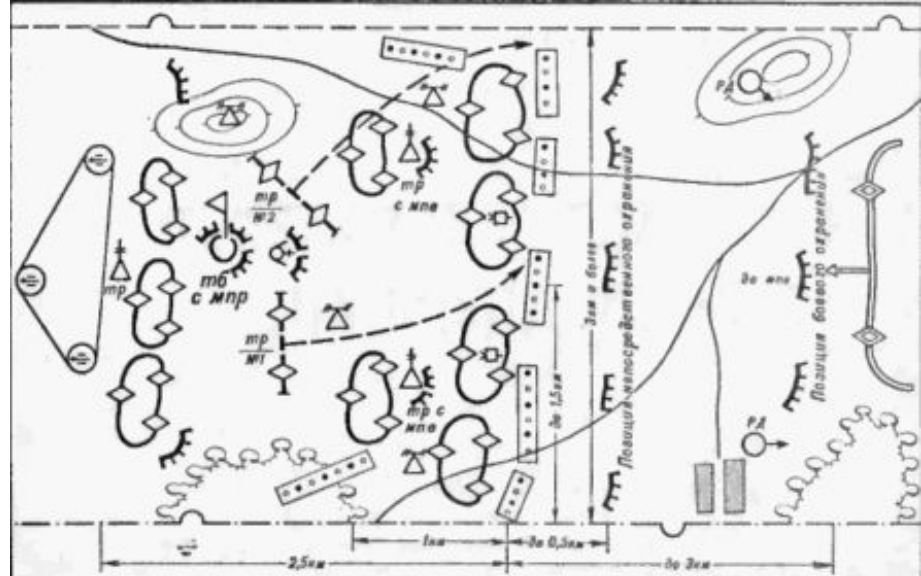 РД
тр
с мпв
тр
№2
Позиция непосредственного охранения
3км и более
Позиция боевого охранения
до мпв
тр
тб
с мпр
тр
№1
до 1,5км
тр с
мпв
РД
1км
до 0,5км
2,5км
до 3км